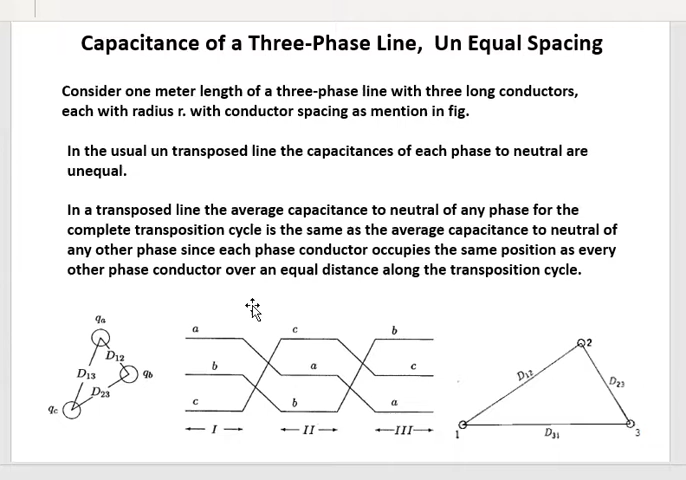 Capacitance of a Three-Phase Line, Un Equal Spacing
Consider one meter length of a three-phase line with three long conductors,
each with radius r. with conductor spacing as mention in fig.
In the usual un transposed line the capacitances of each phase to neutral are
unequal.
In a transposed line the average capacitance to neutral of any phase for the
complete transposition cycle is the same as the average capacitance to neutral of
any other phase since each phase conductor occupies the same position as every
other phase conductor over an equal distance along the transposition cycle.
qa
D12
D13
qb
D23
qc
a c b
b a c
c b a
I II III
2
D12
D23
1
D31
3